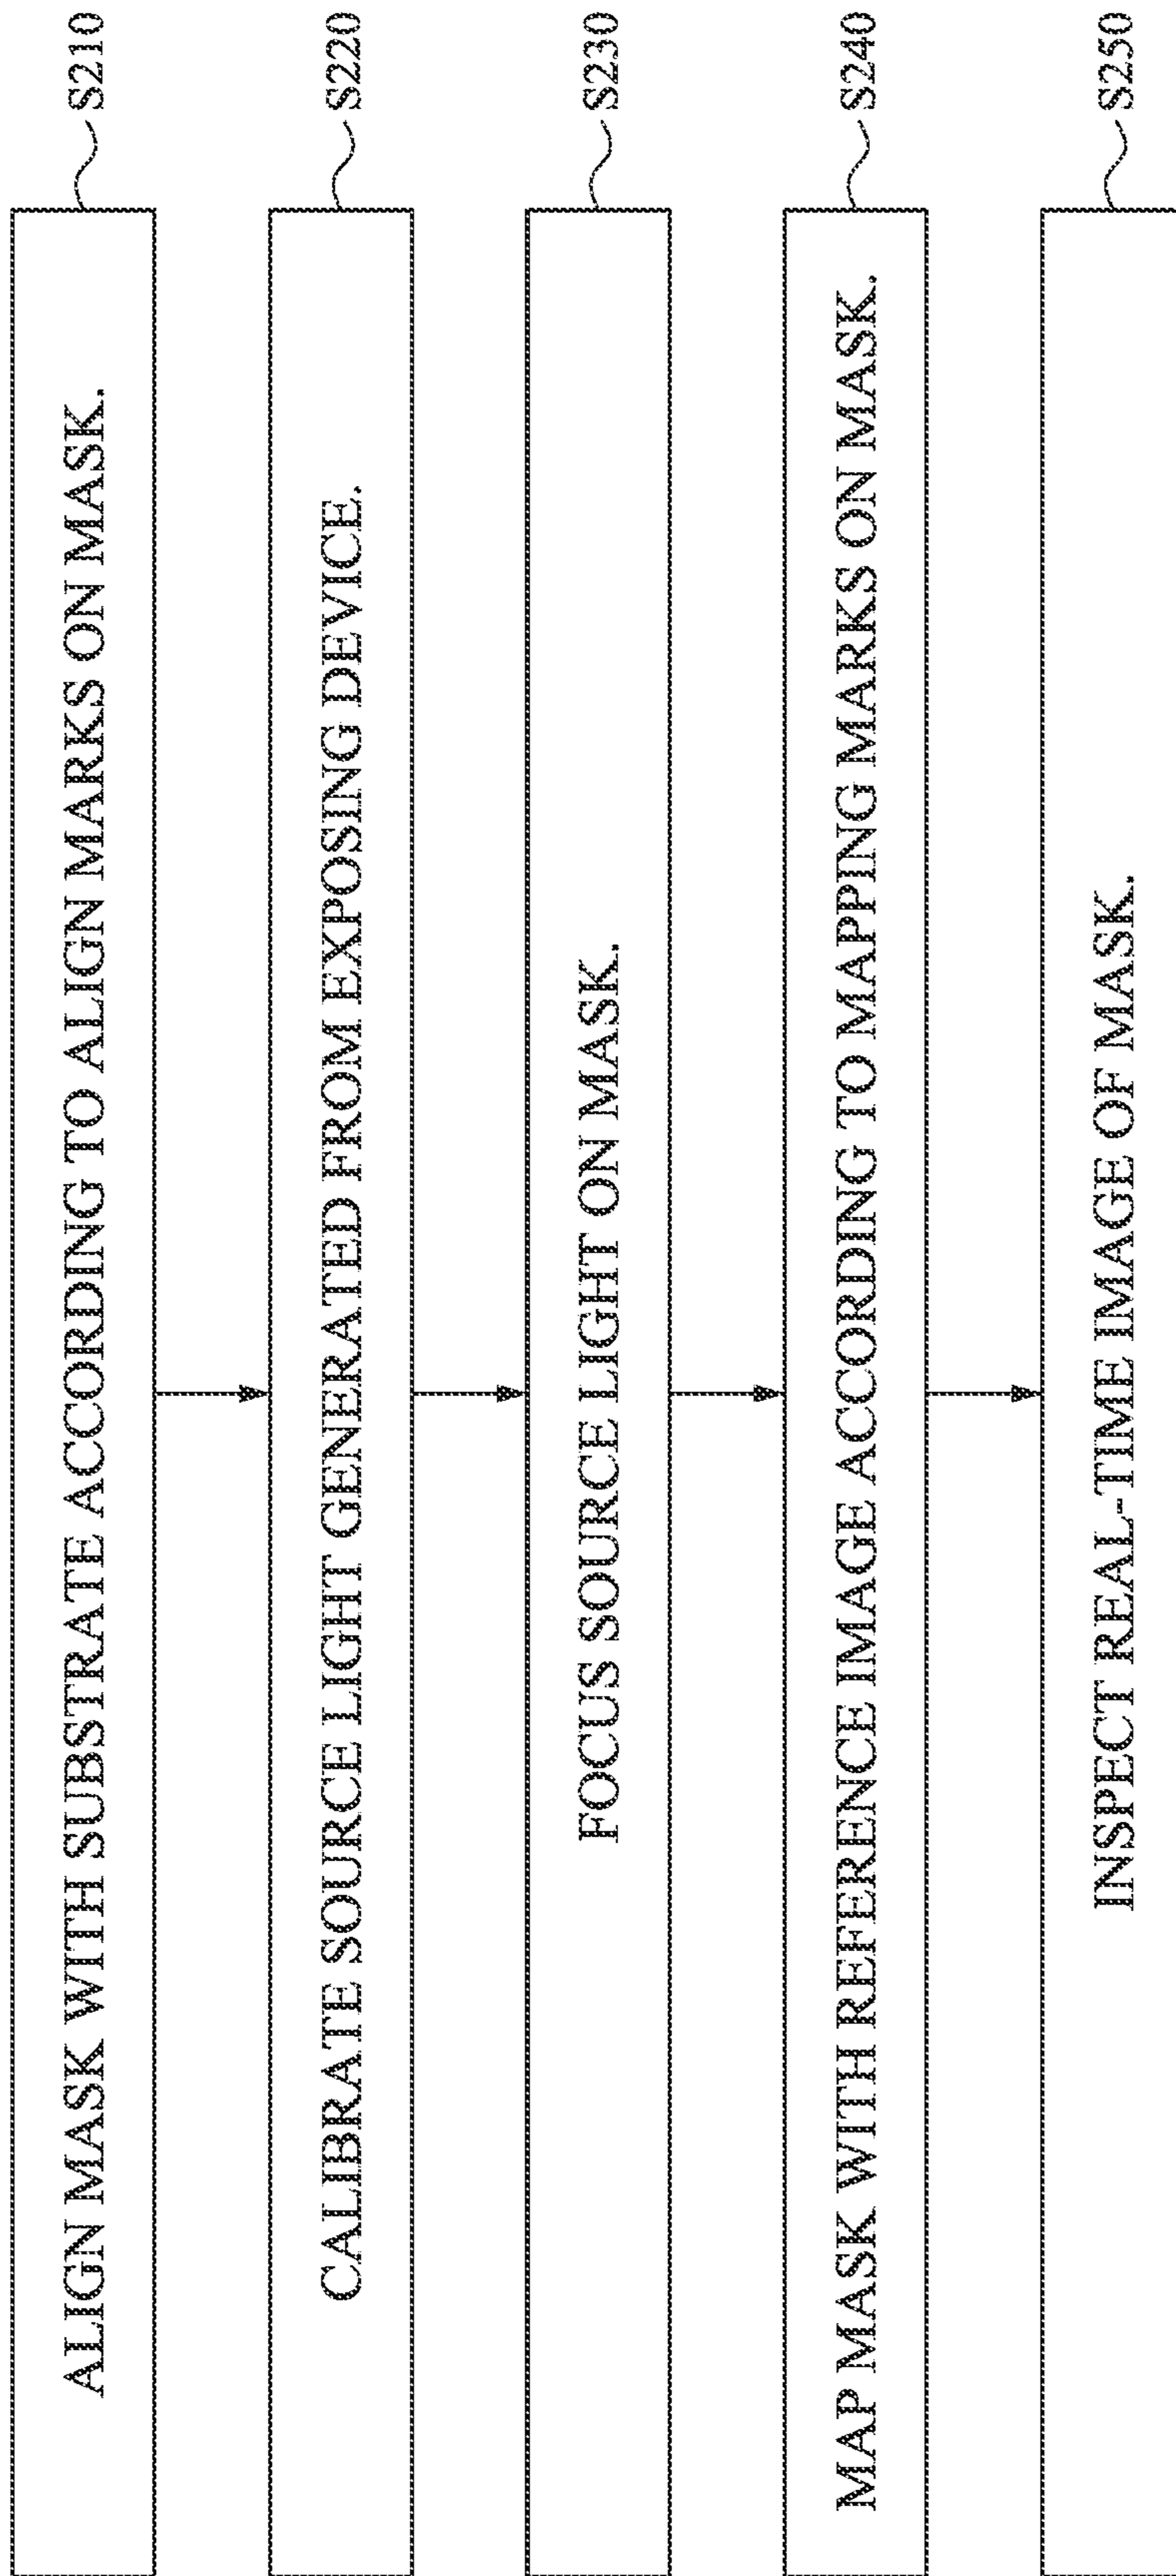 ALIGN MASK WITH SUBSTRATE ACCORDING TO ALIGN MARKS ON MASK.
S210
CALIBRATE SOURCE LIGHT GENERATED FROM EXPOSING DEVICE.
S220
FOCUS SOURCE LIGHT ON MASK.
S230
MAP MASK WITH REFERENCE IMAGE ACCORDING TO MAPPING MARKS ON MASK.
S240
INSPECT REAL-TIME IMAGE OF MASK.
S250